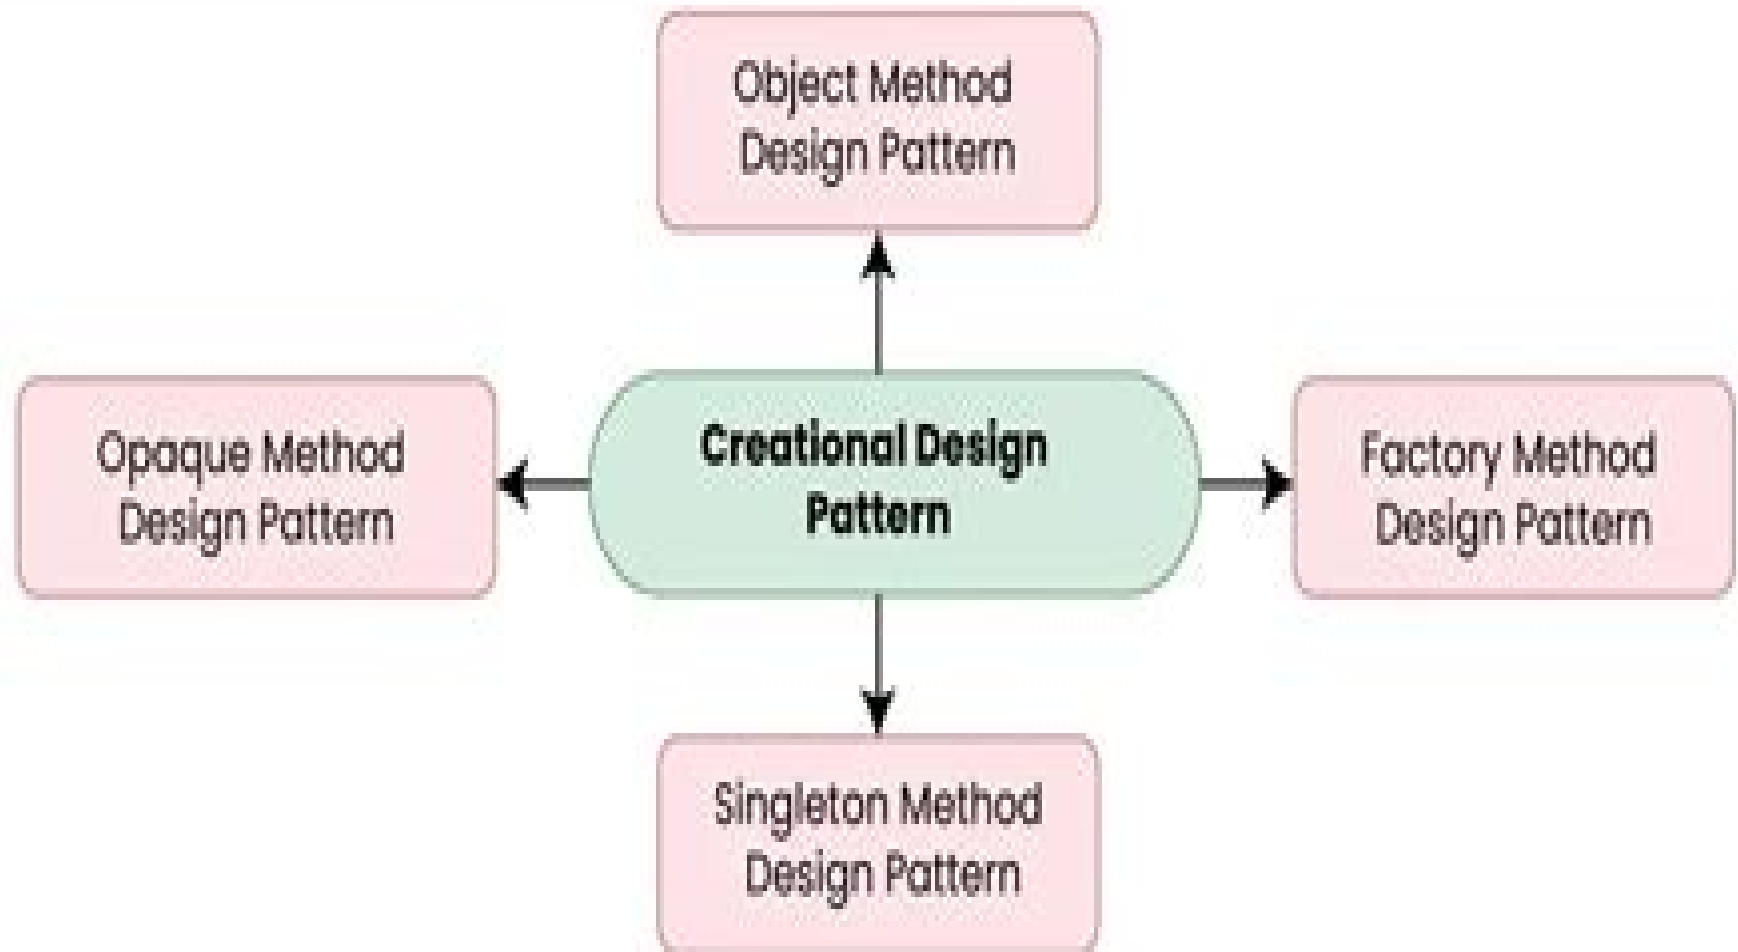 Object Method
Design Pattern
Opaque Method
Design Pattern
Creational Design
Pattern
Factory Method
Design Pattern
Singleton Method
Design Pattern